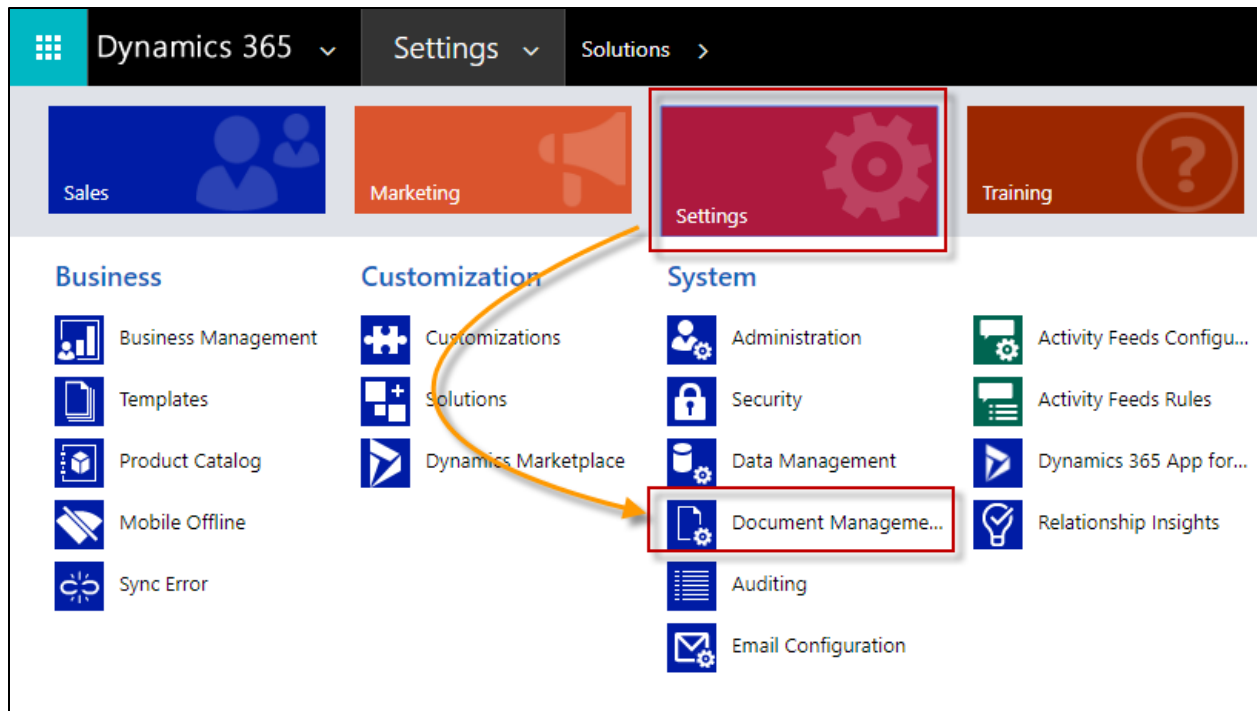 Dynamics 365 Settings Solutions >
Sales Marketing Settings Training
Business Customization System
Business Management Customizations Administration Activity Feeds Configu...
Templates Solutions Security Activity Feeds Rules
Product Catalog Dynamics Marketplace Data Management Dynamics 365 App for...
Mobile Offline Document Manageme... Relationship Insights
Sync Error Auditing
Email Configuration